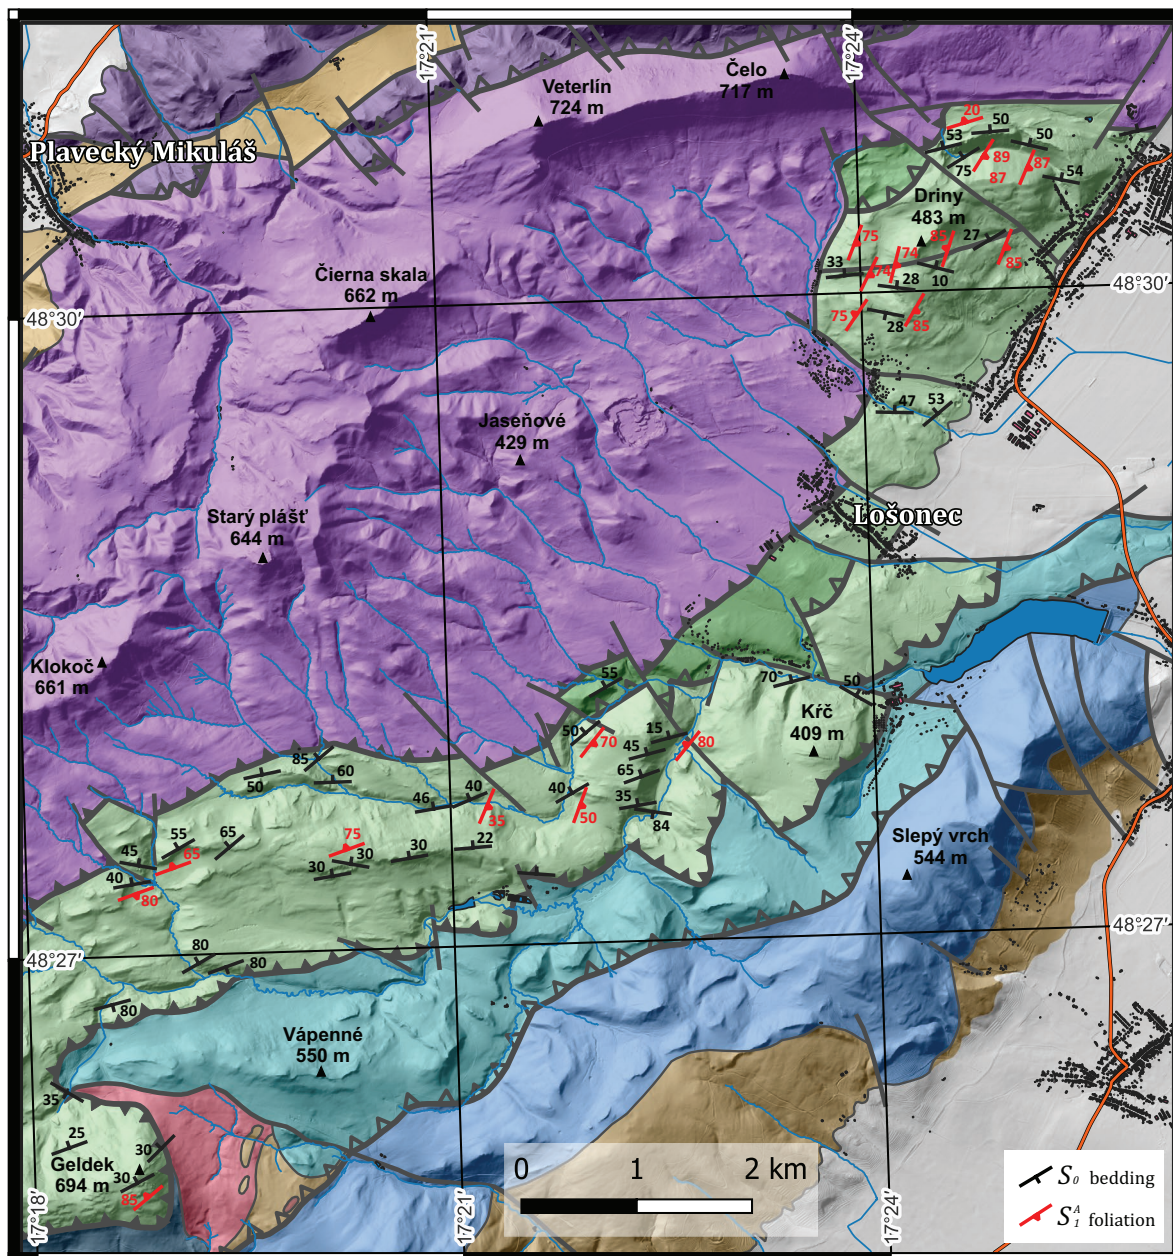 17°21′
17°24′
Veterlín
724 m
Čelo
717 m
Plavecký Mikuláš
20
50
53
50
89
87
75
87
54
Driny
483 m
75
85
27
74
85
33
74
28
10
Čierna skala
662 m
48°30′
48°30′
75
28
85
47
53
Jaseňové
429 m
Starý plášť
644 m
Lošonec
Klokoč
661 m
55
70
50
Kŕč
409 m
50
70
15
80
45
85
50
60
65
40
40
46
35
35
50
84
Slepý vrch
544 m
55
65
75
22
45
65
30
30
30
40
80
48°27′
48°27′
80
80
80
Vápenné
550 m
35
25
30
Geldek
694 m
30
85
0 1 2 km
S₀ bedding
S₁ᴬ foliation
17°18′
17°21′
17°24′